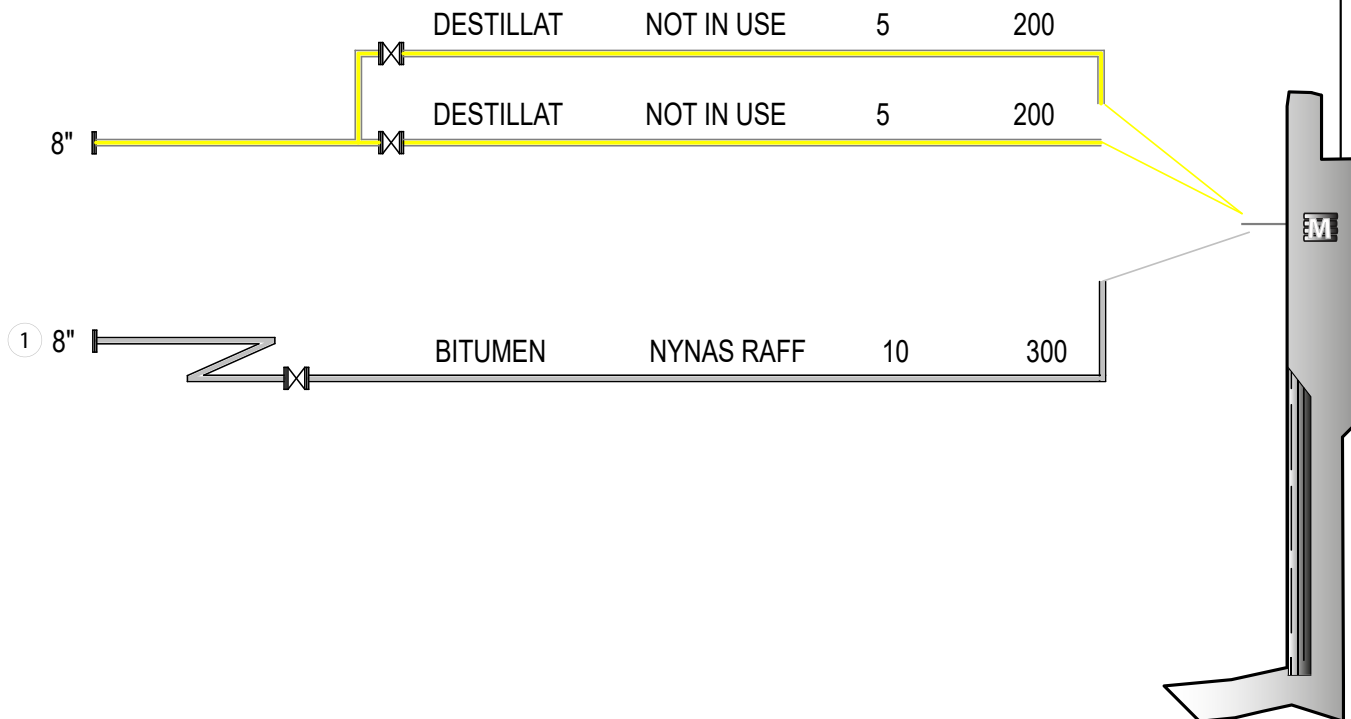 DESTILLAT NOT IN USE 5 200
DESTILLAT NOT IN USE 5 200
8"
M
1 8"
BITUMEN NYNAS RAFF 10 300